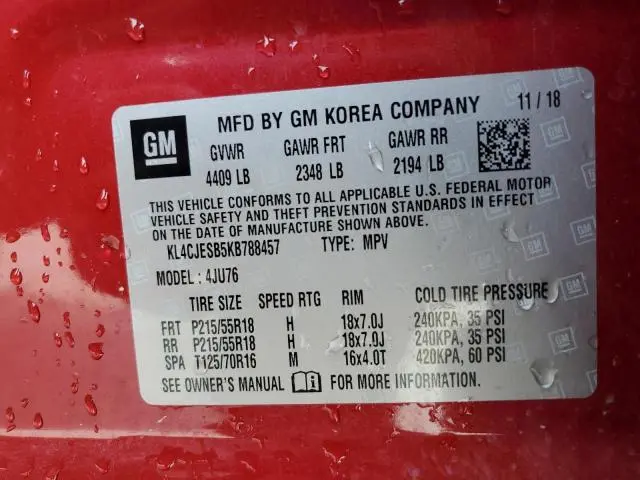 GM
MFD BY GM KOREA COMPANY 11 / 18
GVWR GAWR FRT GAWR RR
4409 LB 2348 LB 2194 LB
THIS VEHICLE CONFORMS TO ALL APPLICABLE U.S. FEDERAL MOTOR
VEHICLE SAFETY AND THEFT PREVENTION STANDARDS IN EFFECT
ON THE DATE OF MANUFACTURE SHOWN ABOVE.
KL4CJESB5KB788457 TYPE: MPV
MODEL : 4JU76
TIRE SIZE SPEED RTG RIM COLD TIRE PRESSURE
FRT P215/55R18 H 18x7.0J 240KPA, 35 PSI
RR P215/55R18 H 18x7.0J 240KPA, 35 PSI
SPA T125/70R16 M 16x4.0T 420KPA, 60 PSI
SEE OWNER'S MANUAL FOR MORE INFORMATION.